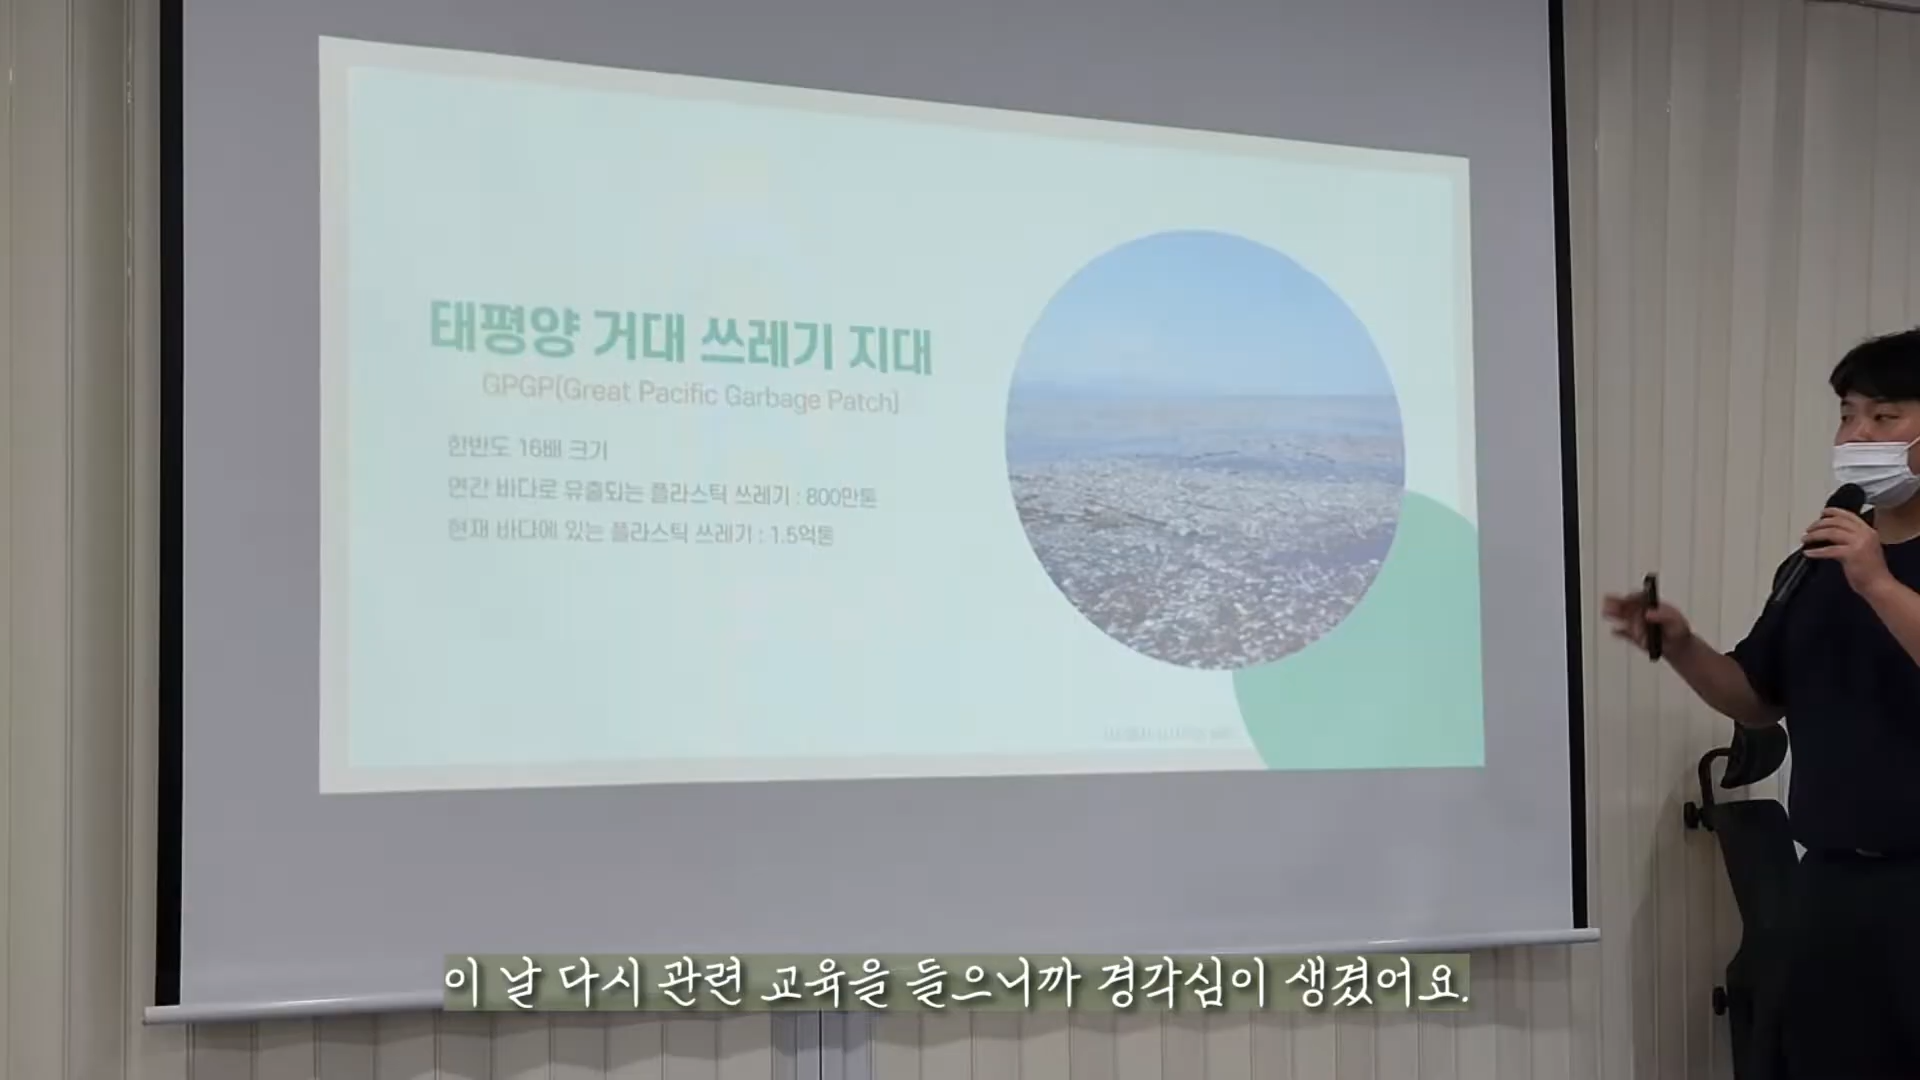 태평양 거대 쓰레기 지대
GPGP(Great Pacific Garbage Patch)
한반도 16배 크기
연간 바다로 유출되는 플라스틱 쓰레기 : 800만톤
현재 바다에 있는 플라스틱 쓰레기 : 1.5억톤
이 날 다시 관련 교육을 들으니까 경각심이 생겼어요.